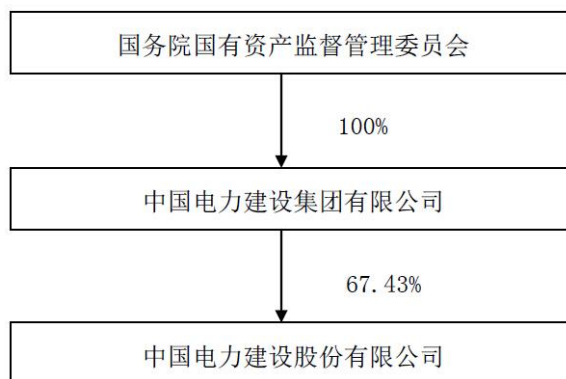 国务院国有资产监督管理委员会
100%
中国电力建设集团有限公司
67.43%
中国电力建设股份有限公司